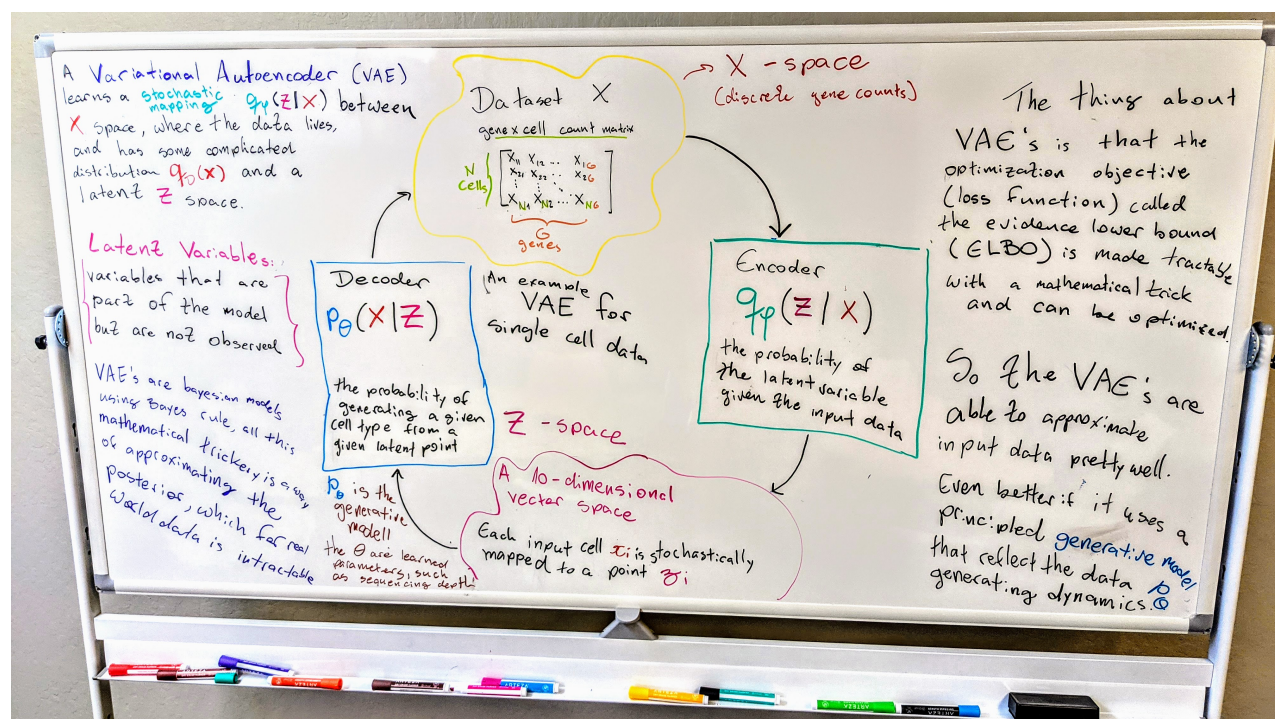 A Variational Autoencoder (VAE)
learns a stochastic
mapping qφ(Z|X) between
X space, where the data lives,
and has some complicated
distribution q_D(x) and a
latent Z space.
Latent Variables:
variables that are
part of the model
but are not observed
VAE's are bayesian models
using Bayes rule, all this
mathematical trickery is a way
of approximating the
posterior, which for real
world data is intractable
Dataset X
gene x cell count matrix
N
Cells
X11 X12 ... X1G
X21 X22 ... X2G
XN1 XN2 ... XNG
G
genes
X - space
(discrete gene counts)
Decoder
pθ(X|Z)
the probability of
generating a given
cell type from a
given latent point
An example
VAE for
single cell data
Encoder
qφ(Z|X)
the probability of
the latent variable
given the input data
Z - space
A 10-dimensional
vector space
Each input cell xi is stochastically
mapped to a point zi
pθ is the
generative
modell
the θ are learned
parameters, such
as sequencing depth
The thing about
VAE's is that the
optimization objective
(loss function) called
the evidence lower bound
(ELBO) is made tractable
with a mathematical trick
and can be optimized.
So the VAE's are
able to approximate
input data pretty well.
Even better if it uses a
principled generative model
that reflect the data pθ
generating dynamics.
ARTEZA